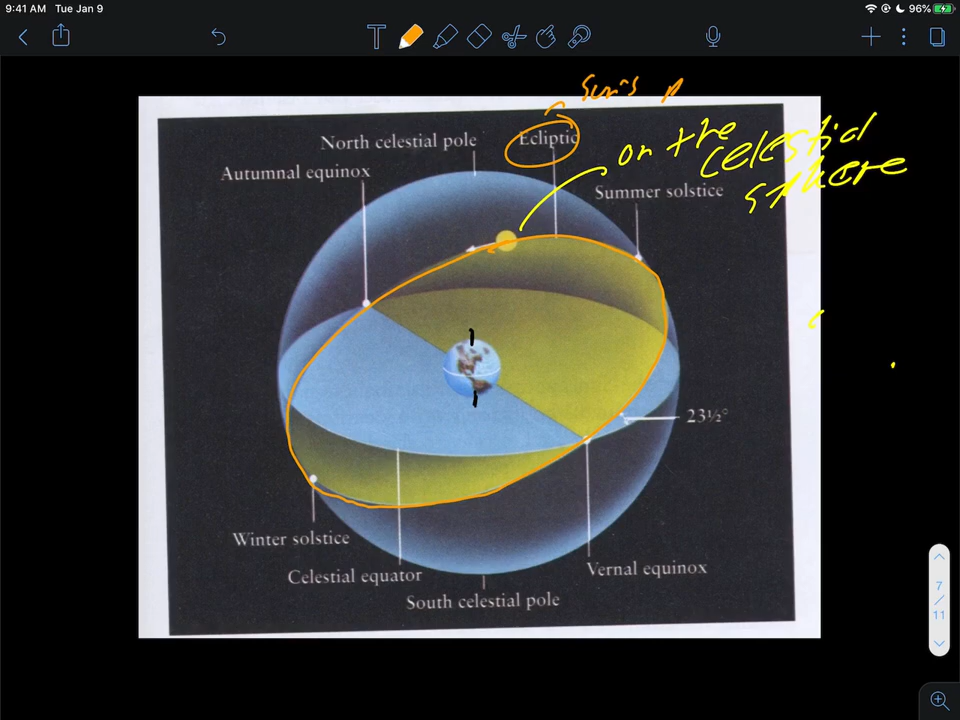 9:41 AM Tue Jan 9
96%
Sun's p
on the
celestial
sphere
North celestial pole
Ecliptic
Autumnal equinox
Summer solstice
23½°
Winter solstice
Celestial equator
Vernal equinox
South celestial pole
7
/
11